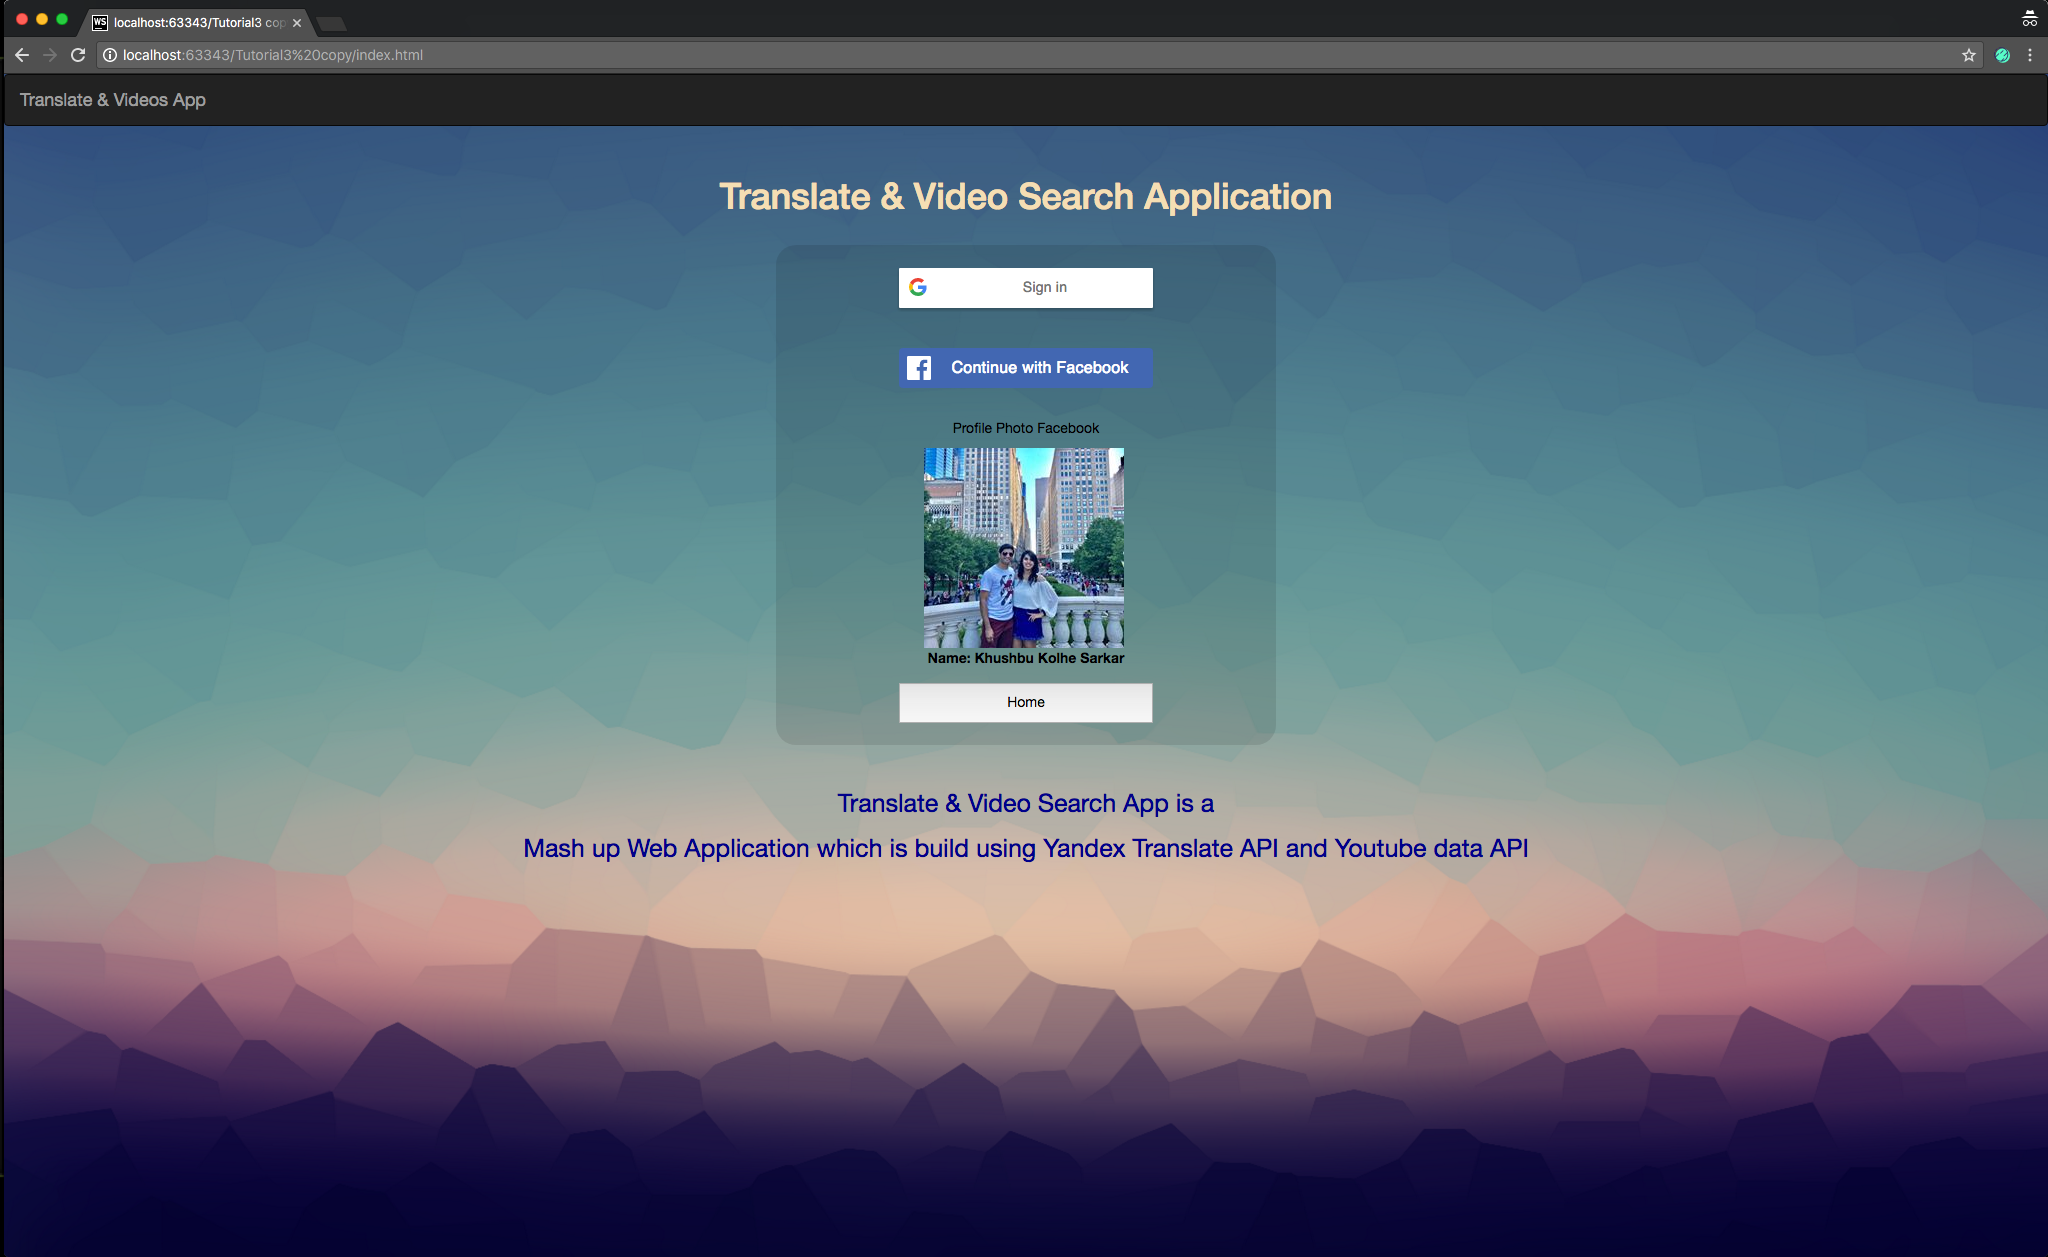 WS localhost:63343/Tutorial3 cop
localhost:63343/Tutorial3%20copy/index.html
Translate & Videos App
Translate & Video Search Application
Sign in
Continue with Facebook
Profile Photo Facebook
Name: Khushbu Kolhe Sarkar
Home
Translate & Video Search App is a
Mash up Web Application which is build using Yandex Translate API and Youtube data API